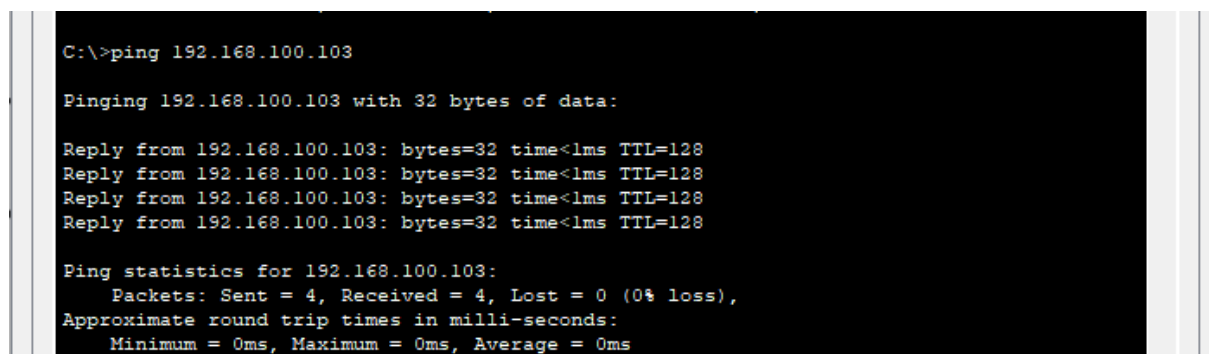 C:\>ping 192.168.100.103
Pinging 192.168.100.103 with 32 bytes of data:
Reply from 192.168.100.103: bytes=32 time<1ms TTL=128
Reply from 192.168.100.103: bytes=32 time<1ms TTL=128
Reply from 192.168.100.103: bytes=32 time<1ms TTL=128
Reply from 192.168.100.103: bytes=32 time<1ms TTL=128
Ping statistics for 192.168.100.103:
Packets: Sent = 4, Received = 4, Lost = 0 (0% loss),
Approximate round trip times in milli-seconds:
Minimum = 0ms, Maximum = 0ms, Average = 0ms